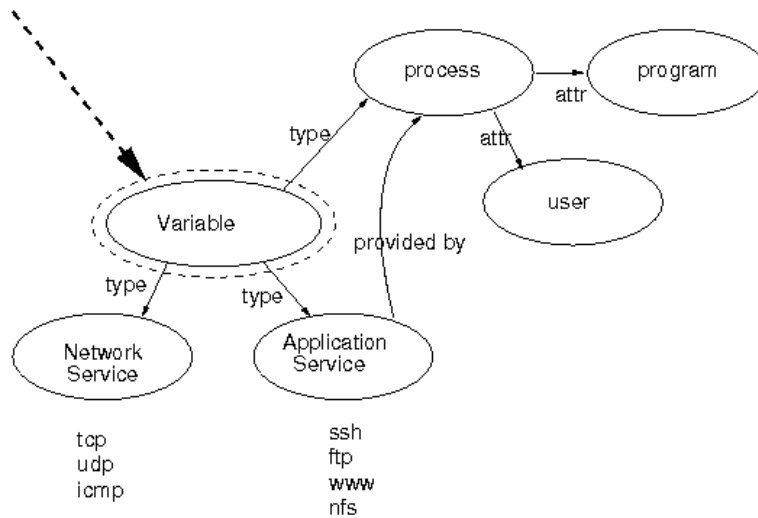 process
program
attr
type
attr
user
Variable
provided by
type
type
Network
Service
Application
Service
tcp
udp
icmp
ssh
ftp
www
nfs